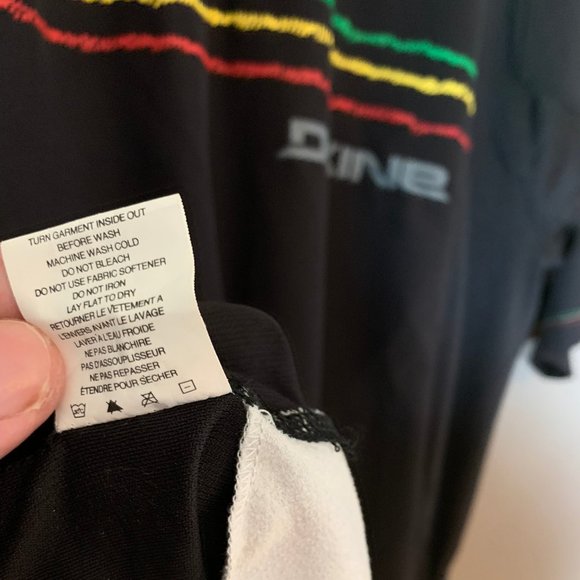 DAKINE
TURN GARMENT INSIDE OUT
BEFORE WASH
MACHINE WASH COLD
DO NOT BLEACH
DO NOT USE FABRIC SOFTENER
DO NOT IRON
LAY FLAT TO DRY
RETOURNER LE VETEMENT A
L'ENVERS AVANT LE LAVAGE
LAVER A L'EAU FROIDE
NE PAS BLANCHIRE
PAS D'ASSOUPLISSEUR
NE PAS REPASSER
ÉTENDRE POUR SÉCHER